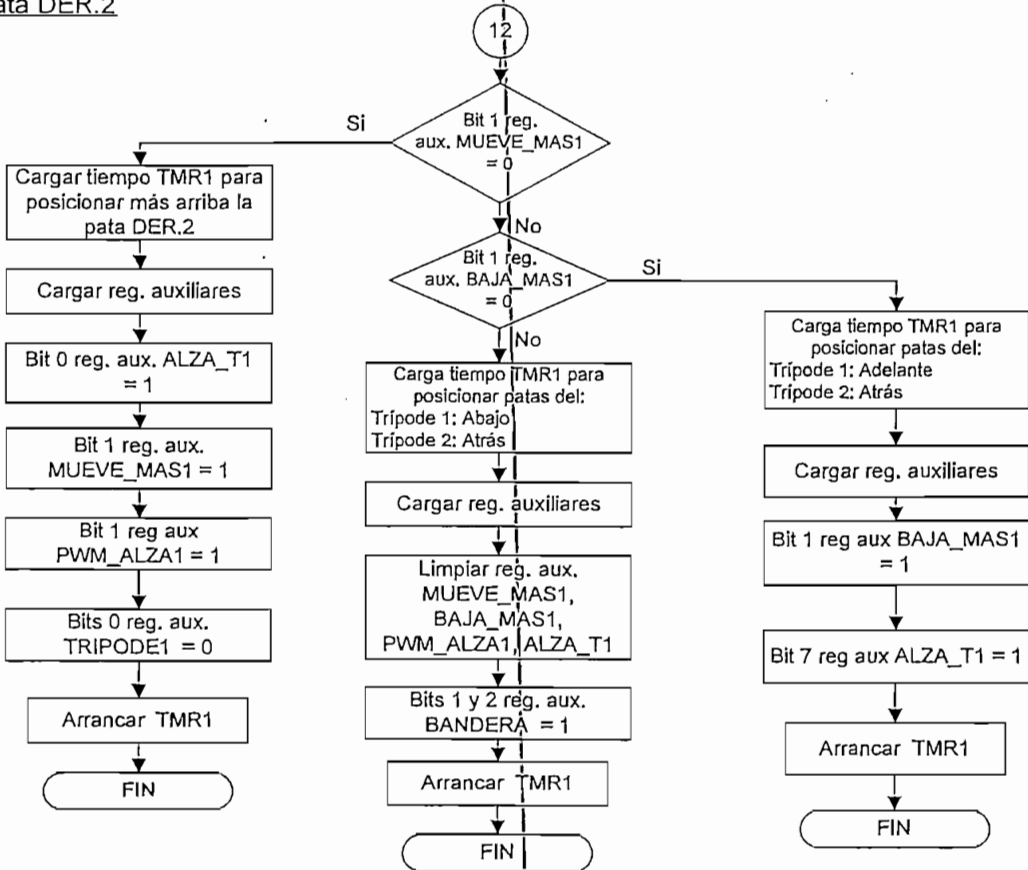 ata DER.2
12
Bit 1 reg.
aux. MUEVE_MAS1
= 0
Si
No
Cargar tiempo TMR1 para
posicionar más arriba la
pata DER.2
Cargar reg. auxiliares
Bit 0 reg. aux. ALZA_T1
= 1
Bit 1 reg. aux.
MUEVE_MAS1 = 1
Bit 1 reg aux
PWM_ALZA1 = 1
Bits 0 reg. aux.
TRIPODE1 = 0
Arrancar TMR1
FIN
Bit 1 reg.
aux. BAJA_MAS1
= 0
Si
No
Carga tiempo TMR1 para
posicionar patas del:
Trípode 1: Abajo
Trípode 2: Atrás
Cargar reg. auxiliares
Limpiar reg. aux.
MUEVE_MAS1,
BAJA_MAS1,
PWM_ALZA1, ALZA_T1
Bits 1 y 2 reg. aux.
BANDERA = 1
Arrancar TMR1
FIN
Carga tiempo TMR1 para
posicionar patas del:
Trípode 1: Adelante
Trípode 2: Atrás
Cargar reg. auxiliares
Bit 1 reg aux BAJA_MAS1
= 1
Bit 7 reg aux ALZA_T1 = 1
Arrancar TMR1
FIN